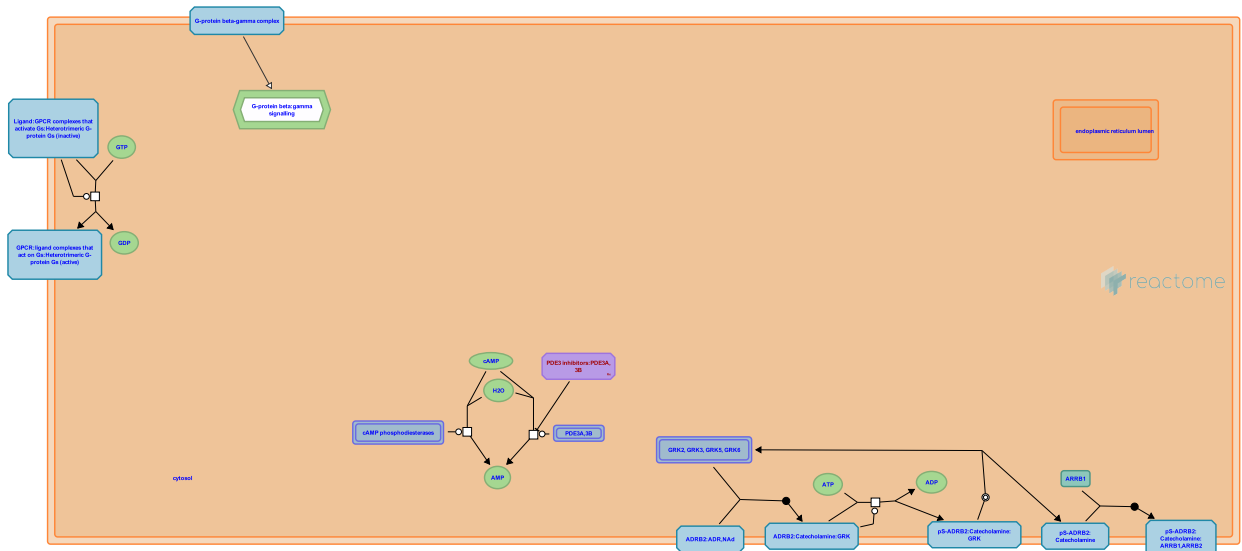 G-protein beta-gamma complex
G-protein beta:gamma
signalling
Ligand:GPCR complexes that
activate Gs:Heterotrimeric G-
protein Gs (inactive)
GTP
endoplasmic reticulum lumen
GPCR:ligand complexes that
act on Gs:Heterotrimeric G-
protein Gs (active)
GDP
reactome
cAMP
H2O
PDE3 inhibitors:PDE3A,
3B
cAMP phosphodiesterases
PDE3A,3B
AMP
cytosol
GRK2, GRK3, GRK5, GRK6
ATP
ADP
ARRB1
ADRB2:ADR,NAd
ADRB2:Catecholamine:GRK
pS-ADRB2:Catecholamine:
GRK
pS-ADRB2:
Catecholamine
pS-ADRB2:
Catecholamine:
ARRB1,ARRB2